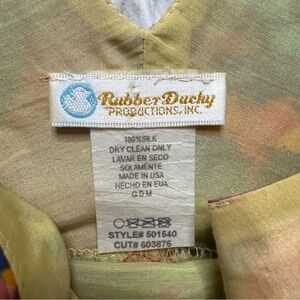 Rubber Ducky
PRODUCTIONS, INC.
100%SILK
DRY CLEAN ONLY
LAVAR EN SECO
SOLAMENTE
MADE IN USA
HECHO EN EUA
G D M
STYLE# 501540
CUT# 603875